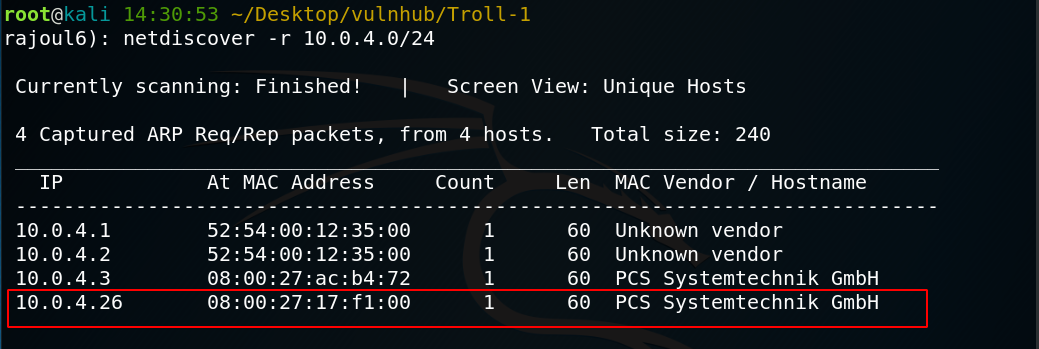 root@kali 14:30:53 ~/Desktop/vulnhub/Troll-1
rajoul6): netdiscover -r 10.0.4.0/24
Currently scanning: Finished!   |   Screen View: Unique Hosts
4 Captured ARP Req/Rep packets, from 4 hosts.   Total size: 240
_____________________________________________________________________________
IP            At MAC Address     Count     Len  MAC Vendor / Hostname
-----------------------------------------------------------------------------
10.0.4.1        52:54:00:12:35:00      1      60  Unknown vendor
10.0.4.2        52:54:00:12:35:00      1      60  Unknown vendor
10.0.4.3        08:00:27:ac:b4:72      1      60  PCS Systemtechnik GmbH
10.0.4.26       08:00:27:17:f1:00      1      60  PCS Systemtechnik GmbH